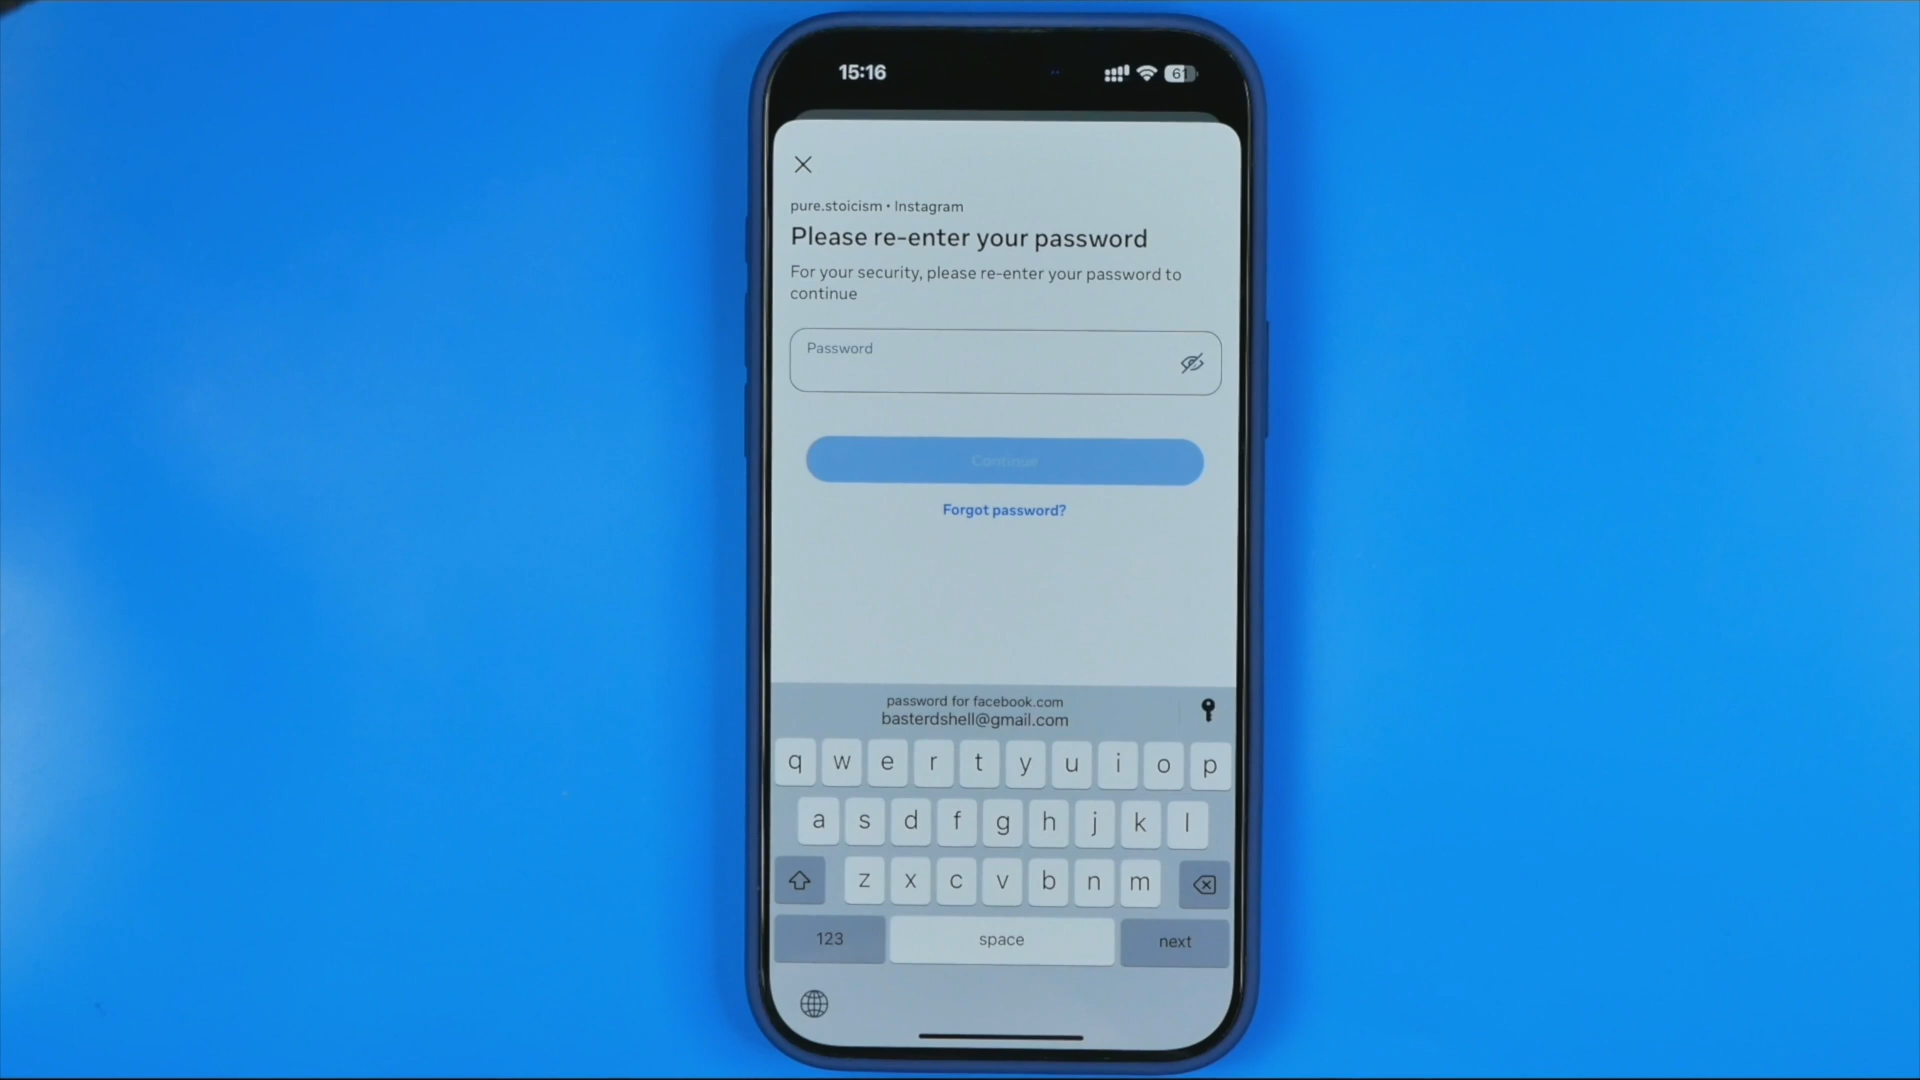 15:16
61
pure.stoicism • Instagram
Please re-enter your password
For your security, please re-enter your password to
continue
Password
Continue
Forgot password?
password for facebook.com
basterdshell@gmail.com
q w e r t y u i o p
a s d f g h j k l
z x c v b n m
123 space next